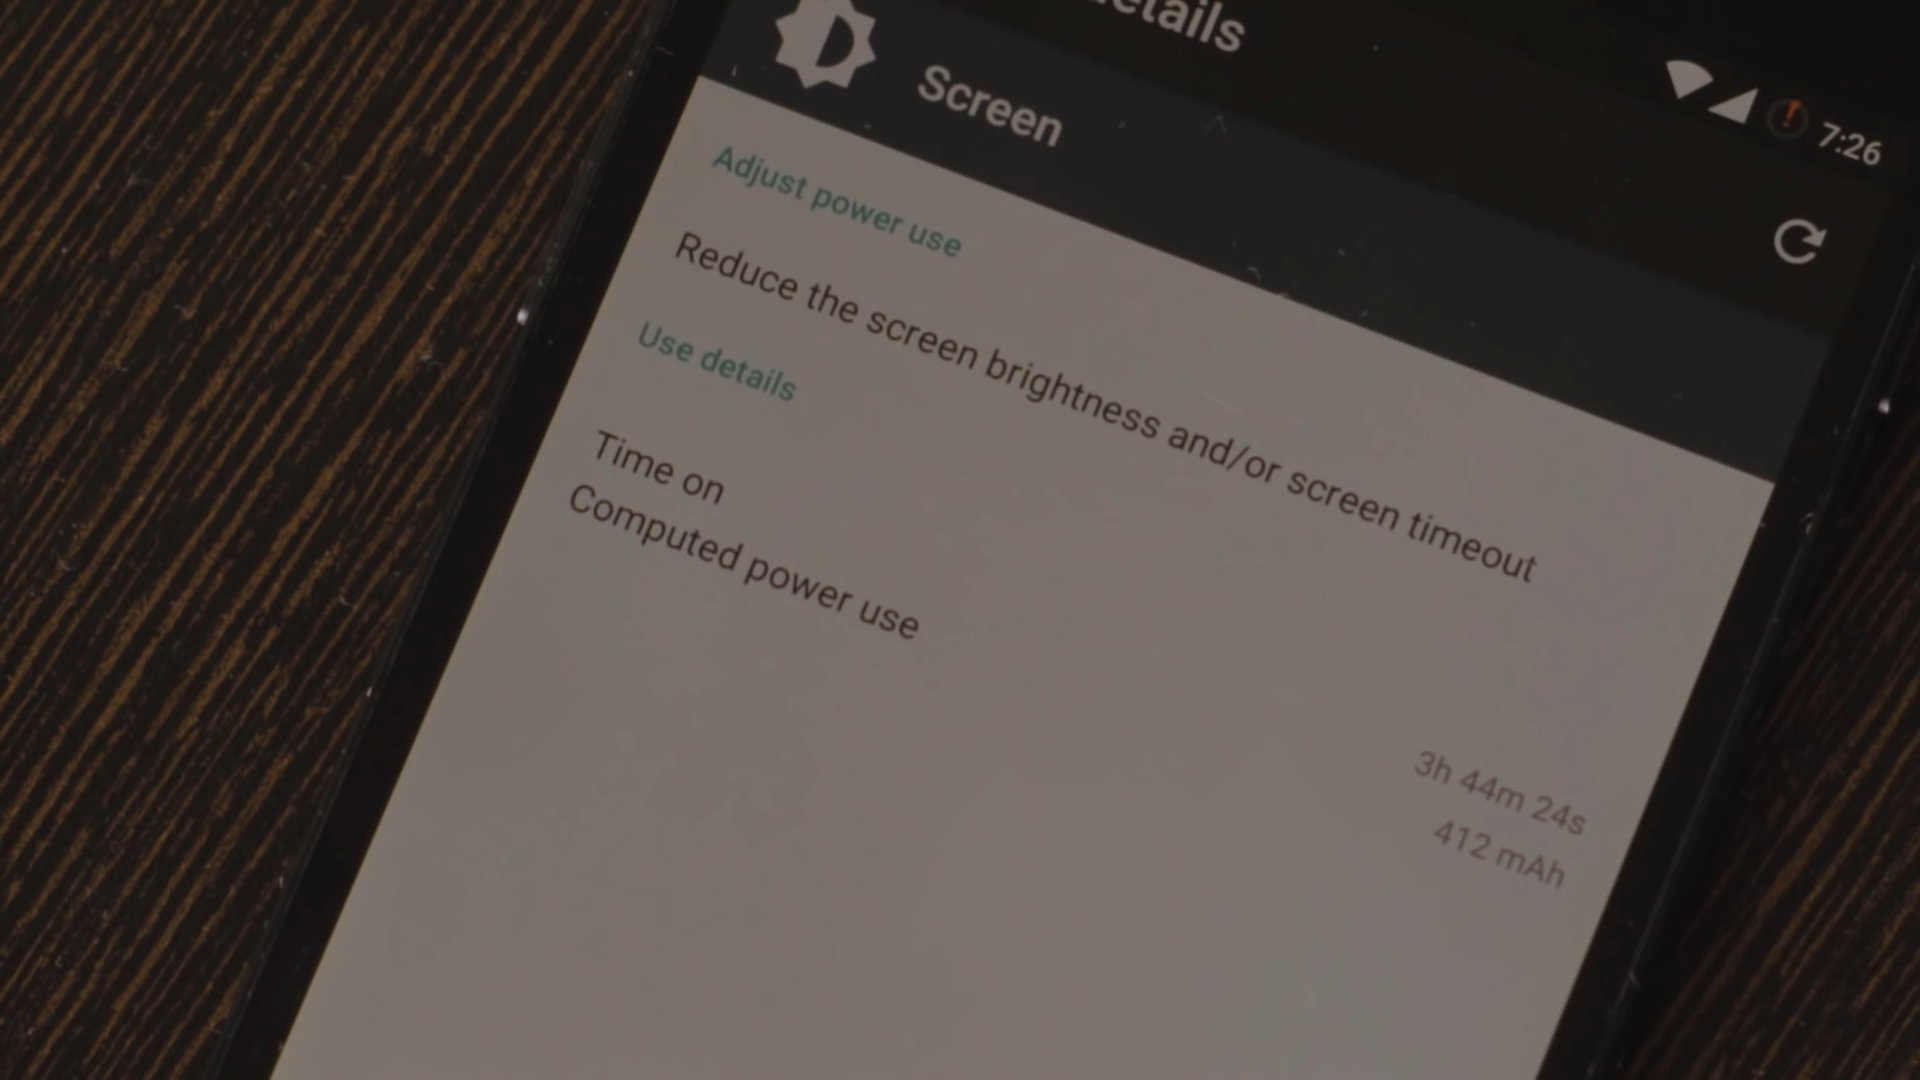 details
7:26
Screen
Adjust power use
Reduce the screen brightness and/or screen timeout
Use details
Time on
3h 44m 24s
Computed power use
412 mAh